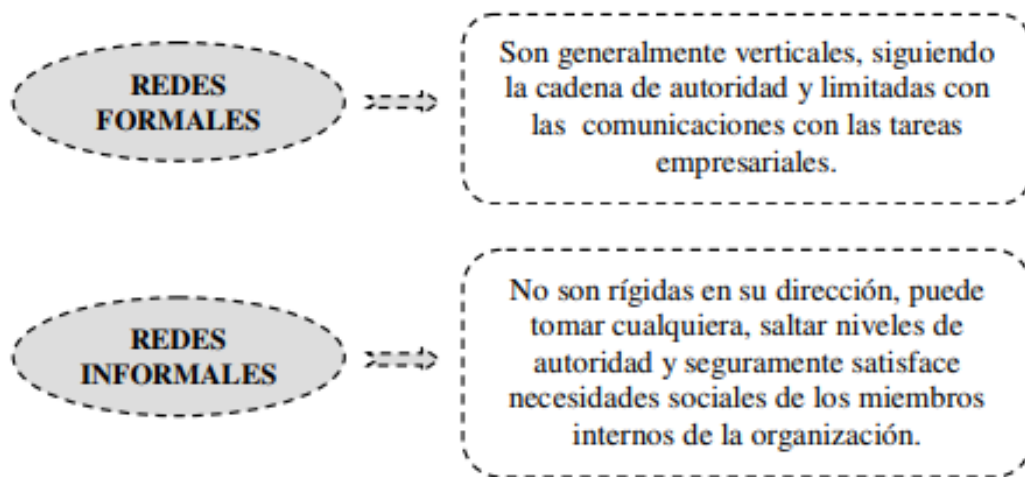 REDES
FORMALES
Son generalmente verticales, siguiendo
la cadena de autoridad y limitadas con
las comunicaciones con las tareas
empresariales.
REDES
INFORMALES
No son rígidas en su dirección, puede
tomar cualquiera, saltar niveles de
autoridad y seguramente satisface
necesidades sociales de los miembros
internos de la organización.